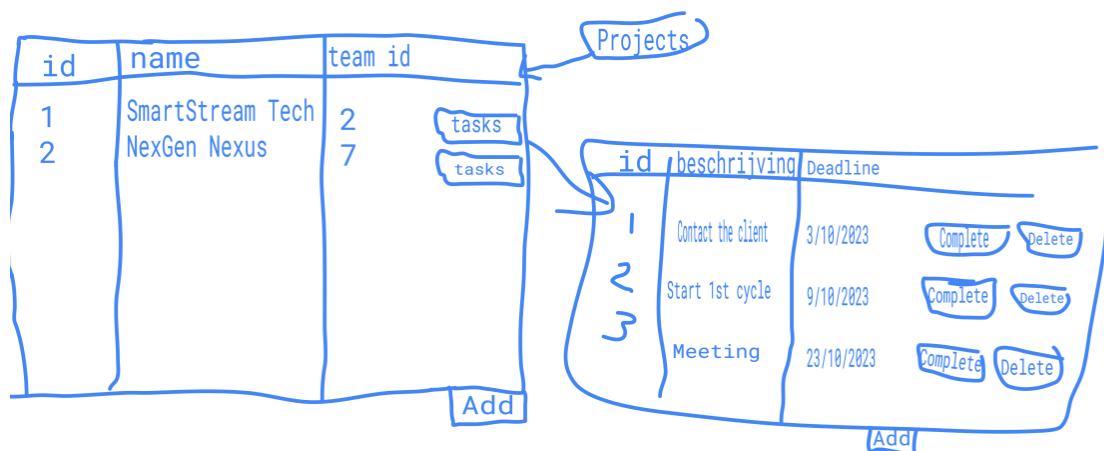 Projects
id name team id
1 SmartStream Tech 2 tasks
2 NexGen Nexus 7 tasks
Add
id beschrijving Deadline
1 Contact the client 3/10/2023 Complete Delete
2 Start 1st cycle 9/10/2023 Complete Delete
3 Meeting 23/10/2023 Complete Delete
Add